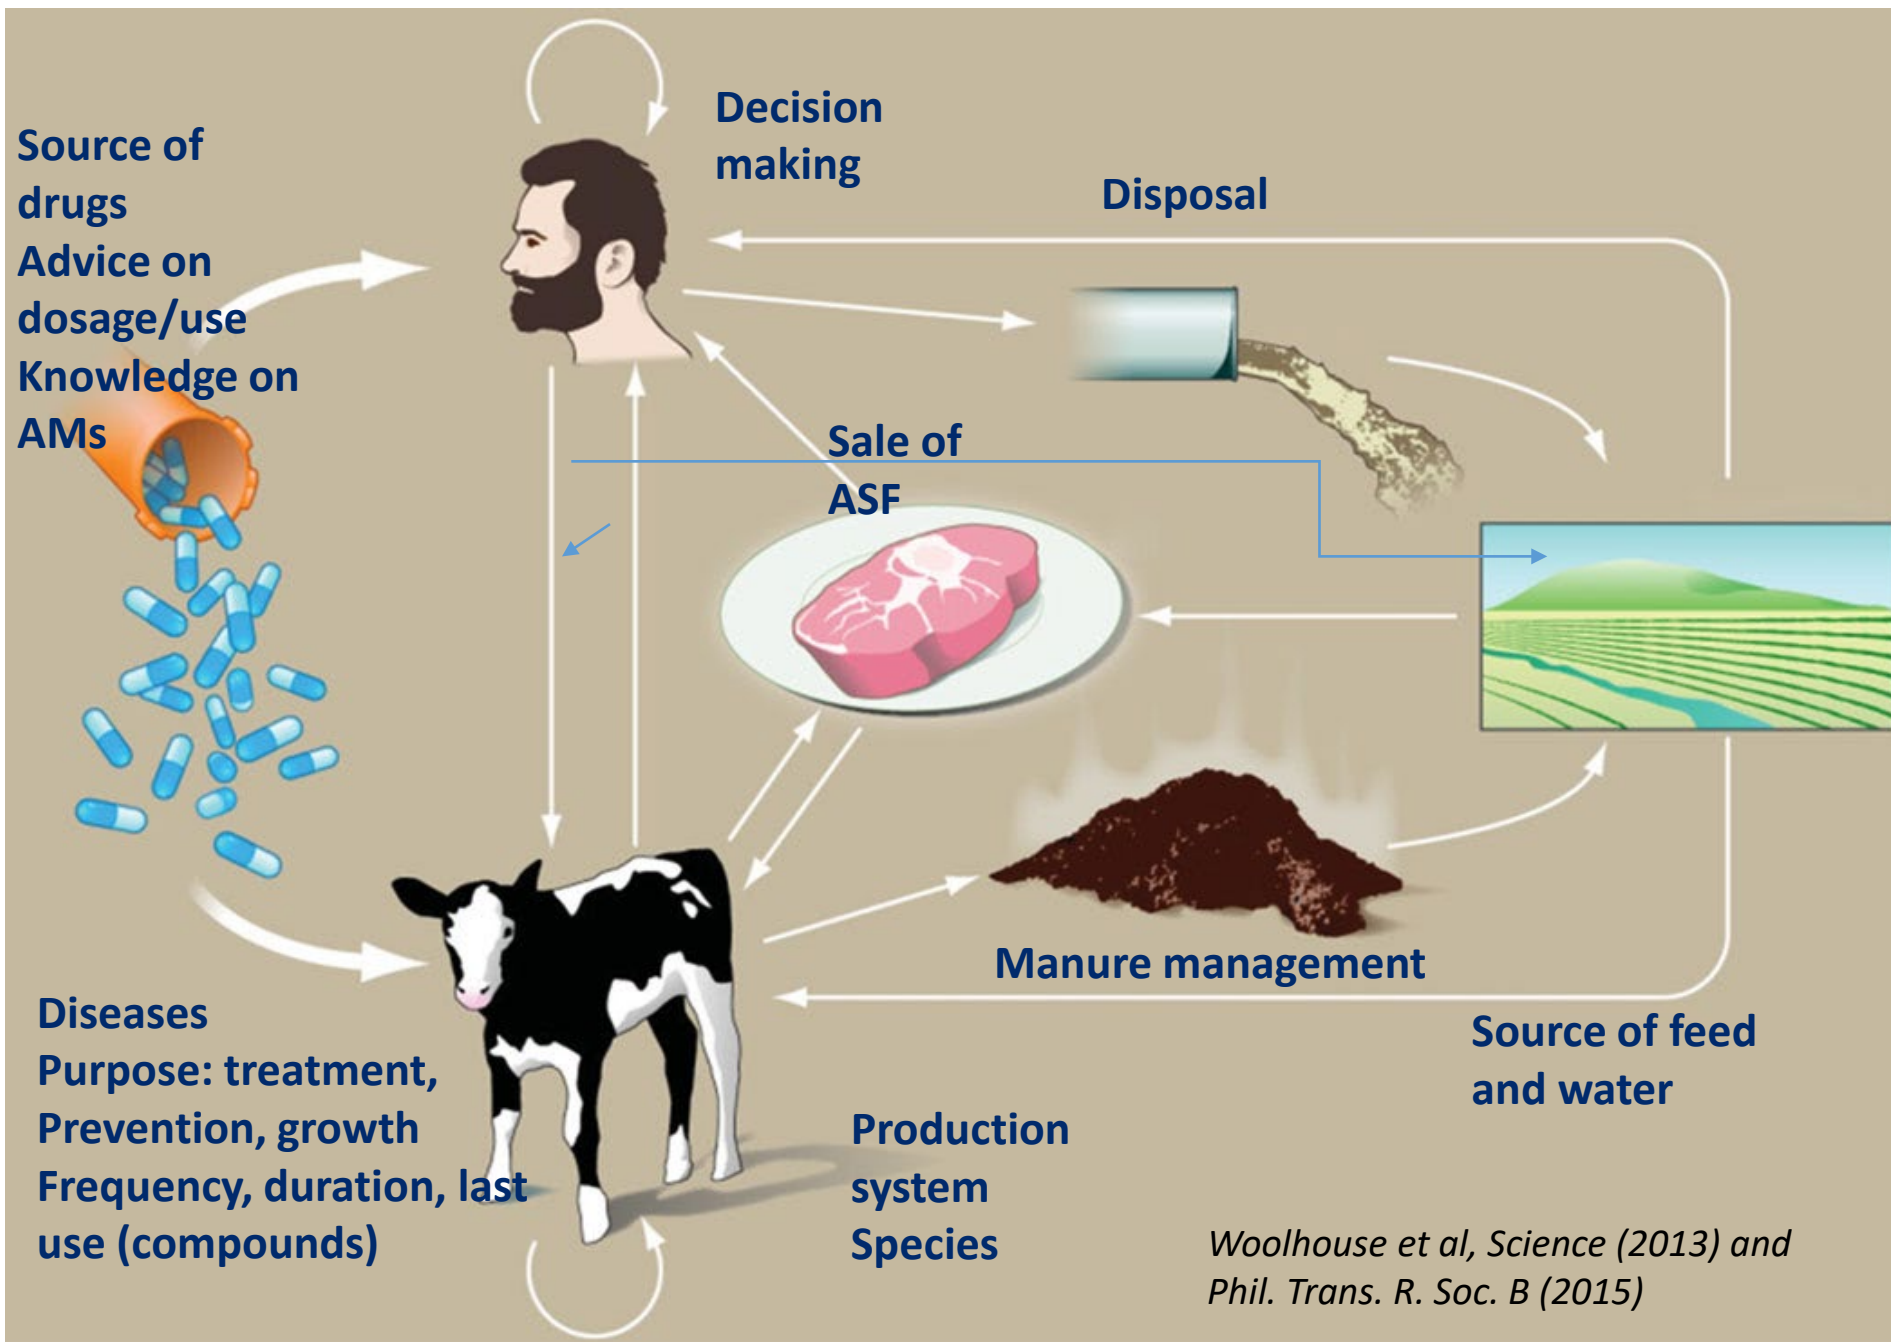 Source of
drugs
Advice on
dosage/use
Knowledge on
AMs
Decision
making
Disposal
Sale of
ASF
Manure management
Source of feed
and water
Diseases
Purpose: treatment,
Prevention, growth
Frequency, duration, last
use (compounds)
Production
system
Species
Woolhouse et al, Science (2013) and
Phil. Trans. R. Soc. B (2015)